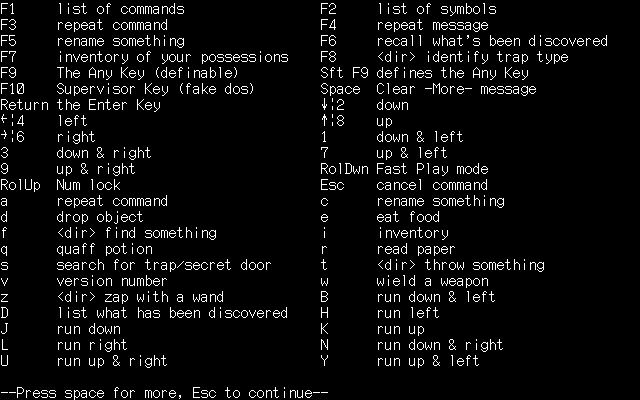 F1 list of commands F2 list of symbols
F3 repeat command F4 repeat message
F5 rename something F6 recall what's been discovered
F7 inventory of your possessions F8 <dir> identify trap type
F9 The Any Key (definable) Sft F9 defines the Any Key
F10 Supervisor Key (fake dos) Space Clear -More- message
Return the Enter Key ↓¦2 down
←¦4 left ↑¦8 up
→¦6 right 1 down & left
3 down & right 7 up & left
9 up & right RolDwn Fast Play mode
RolUp Num lock Esc cancel command
a repeat command c rename something
d drop object e eat food
f <dir> find something i inventory
q quaff potion r read paper
s search for trap/secret door t <dir> throw something
v version number w wield a weapon
z <dir> zap with a wand B run down & left
D list what has been discovered H run left
J run down K run up
L run right N run down & right
U run up & right Y run up & left
--Press space for more, Esc to continue--